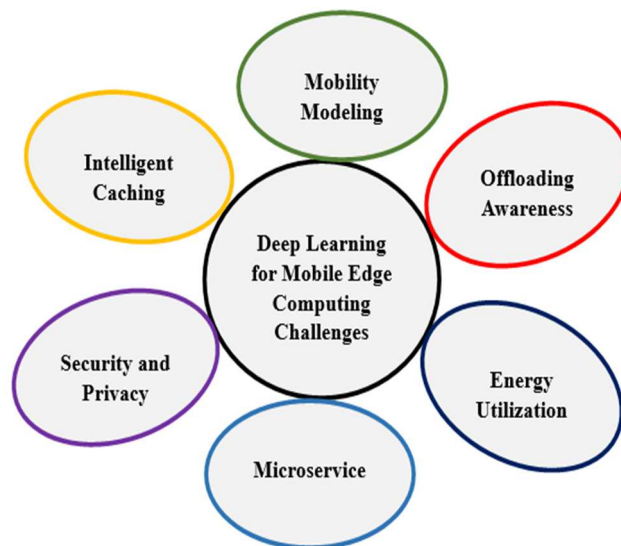 Mobility
Modeling
Intelligent
Caching
Offloading
Awareness
Deep Learning
for Mobile Edge
Computing
Challenges
Security and
Privacy
Energy
Utilization
Microservice